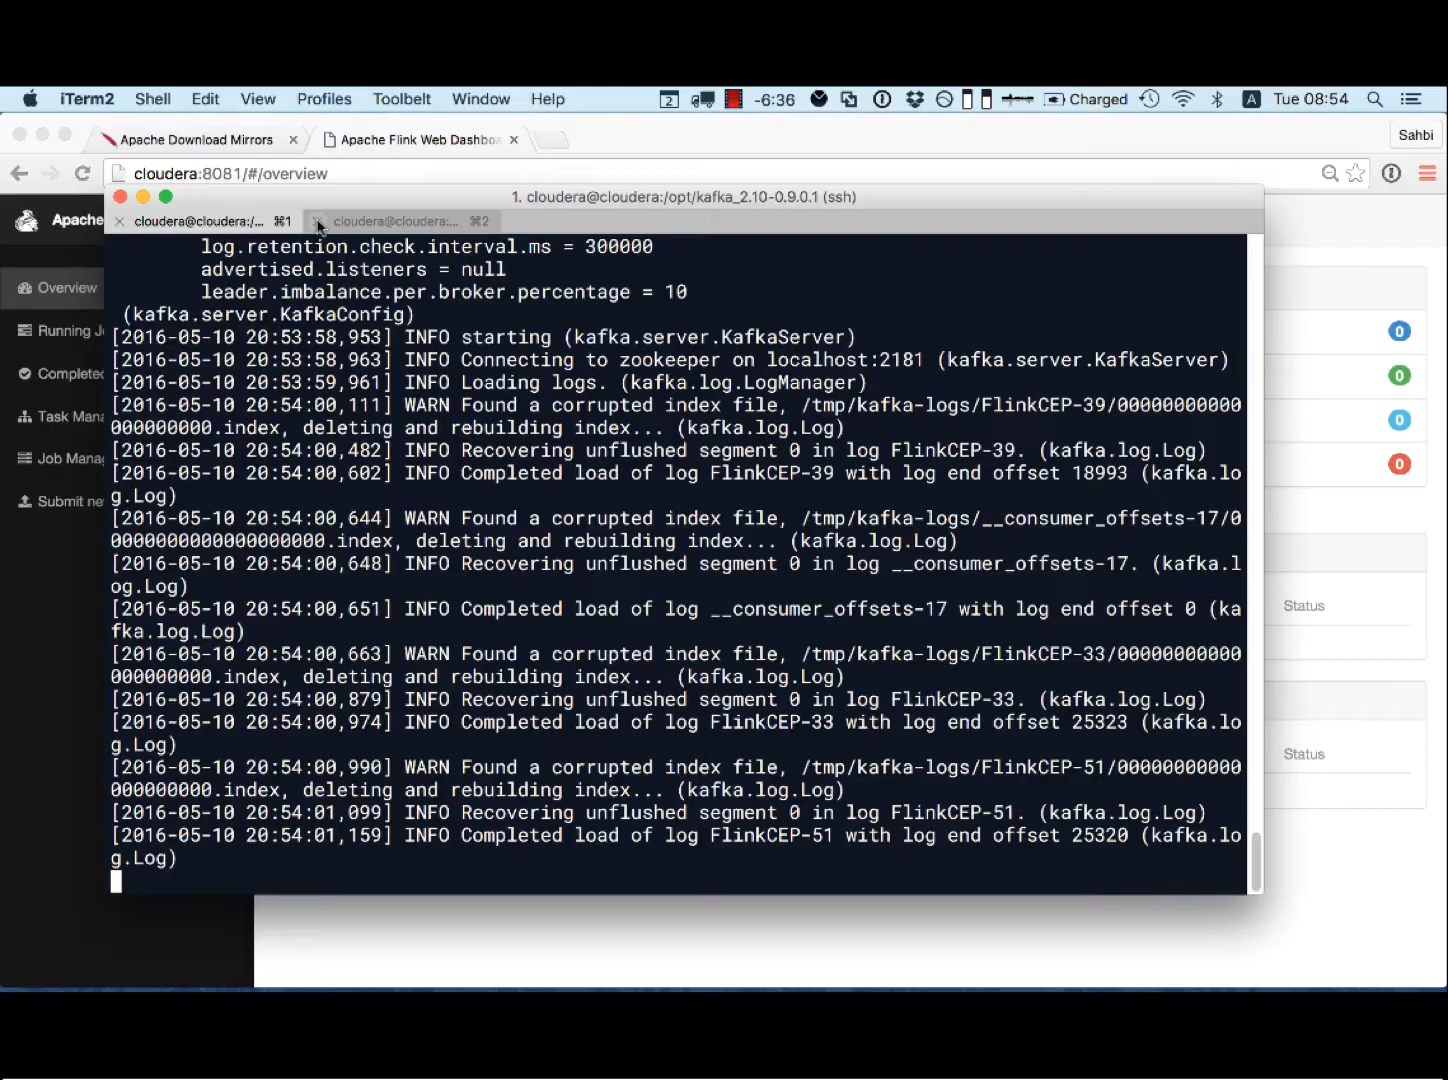 iTerm2 Shell Edit View Profiles Toolbelt Window Help 2 -6:36 Charged A Tue 08:54
Apache Download Mirrors × Apache Flink Web Dashboa × Sahbi
cloudera:8081/#/overview
1. cloudera@cloudera:/opt/kafka_2.10-0.9.0.1 (ssh)
cloudera@cloudera:/... ⌘1 cloudera@cloudera:... ⌘2
Apache
Overview
Running J
Completed
Task Mana
Job Manag
Submit ne
log.retention.check.interval.ms = 300000
advertised.listeners = null
leader.imbalance.per.broker.percentage = 10
(kafka.server.KafkaConfig)
[2016-05-10 20:53:58,953] INFO starting (kafka.server.KafkaServer)
[2016-05-10 20:53:58,963] INFO Connecting to zookeeper on localhost:2181 (kafka.server.KafkaServer)
[2016-05-10 20:53:59,961] INFO Loading logs. (kafka.log.LogManager)
[2016-05-10 20:54:00,111] WARN Found a corrupted index file, /tmp/kafka-logs/FlinkCEP-39/00000000000
000000000.index, deleting and rebuilding index... (kafka.log.Log)
[2016-05-10 20:54:00,482] INFO Recovering unflushed segment 0 in log FlinkCEP-39. (kafka.log.Log)
[2016-05-10 20:54:00,602] INFO Completed load of log FlinkCEP-39 with log end offset 18993 (kafka.lo
g.Log)
[2016-05-10 20:54:00,644] WARN Found a corrupted index file, /tmp/kafka-logs/__consumer_offsets-17/0
0000000000000000000.index, deleting and rebuilding index... (kafka.log.Log)
[2016-05-10 20:54:00,648] INFO Recovering unflushed segment 0 in log __consumer_offsets-17. (kafka.l
og.Log)
[2016-05-10 20:54:00,651] INFO Completed load of log __consumer_offsets-17 with log end offset 0 (ka
fka.log.Log)
[2016-05-10 20:54:00,663] WARN Found a corrupted index file, /tmp/kafka-logs/FlinkCEP-33/00000000000
000000000.index, deleting and rebuilding index... (kafka.log.Log)
[2016-05-10 20:54:00,879] INFO Recovering unflushed segment 0 in log FlinkCEP-33. (kafka.log.Log)
[2016-05-10 20:54:00,974] INFO Completed load of log FlinkCEP-33 with log end offset 25323 (kafka.lo
g.Log)
[2016-05-10 20:54:00,990] WARN Found a corrupted index file, /tmp/kafka-logs/FlinkCEP-51/00000000000
000000000.index, deleting and rebuilding index... (kafka.log.Log)
[2016-05-10 20:54:01,099] INFO Recovering unflushed segment 0 in log FlinkCEP-51. (kafka.log.Log)
[2016-05-10 20:54:01,159] INFO Completed load of log FlinkCEP-51 with log end offset 25320 (kafka.lo
g.Log)
0
0
0
0
Status
Status